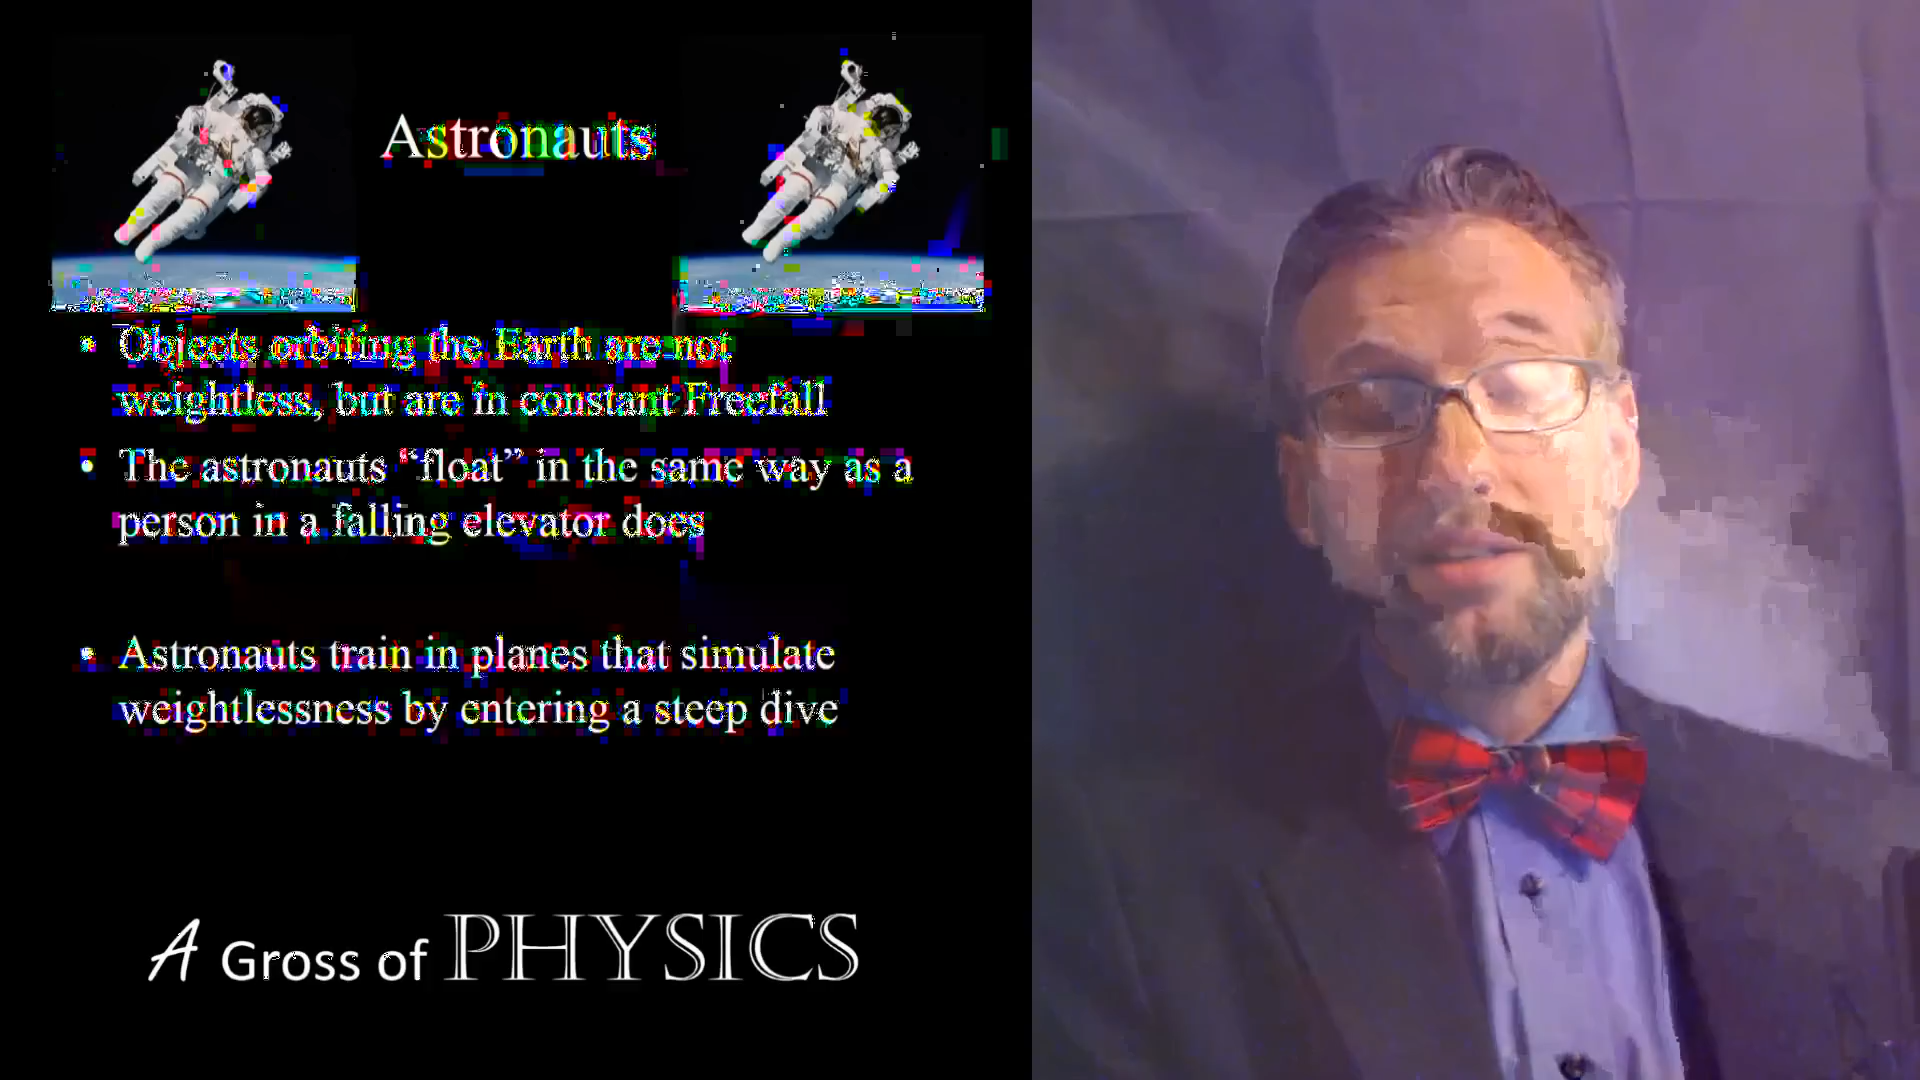 Astronauts
• Objects orbiting the Earth are not
weightless, but are in constant Freefall
• The astronauts “float” in the same way as a
person in a falling elevator does
• Astronauts train in planes that simulate
weightlessness by entering a steep dive
A Gross of PHYSICS